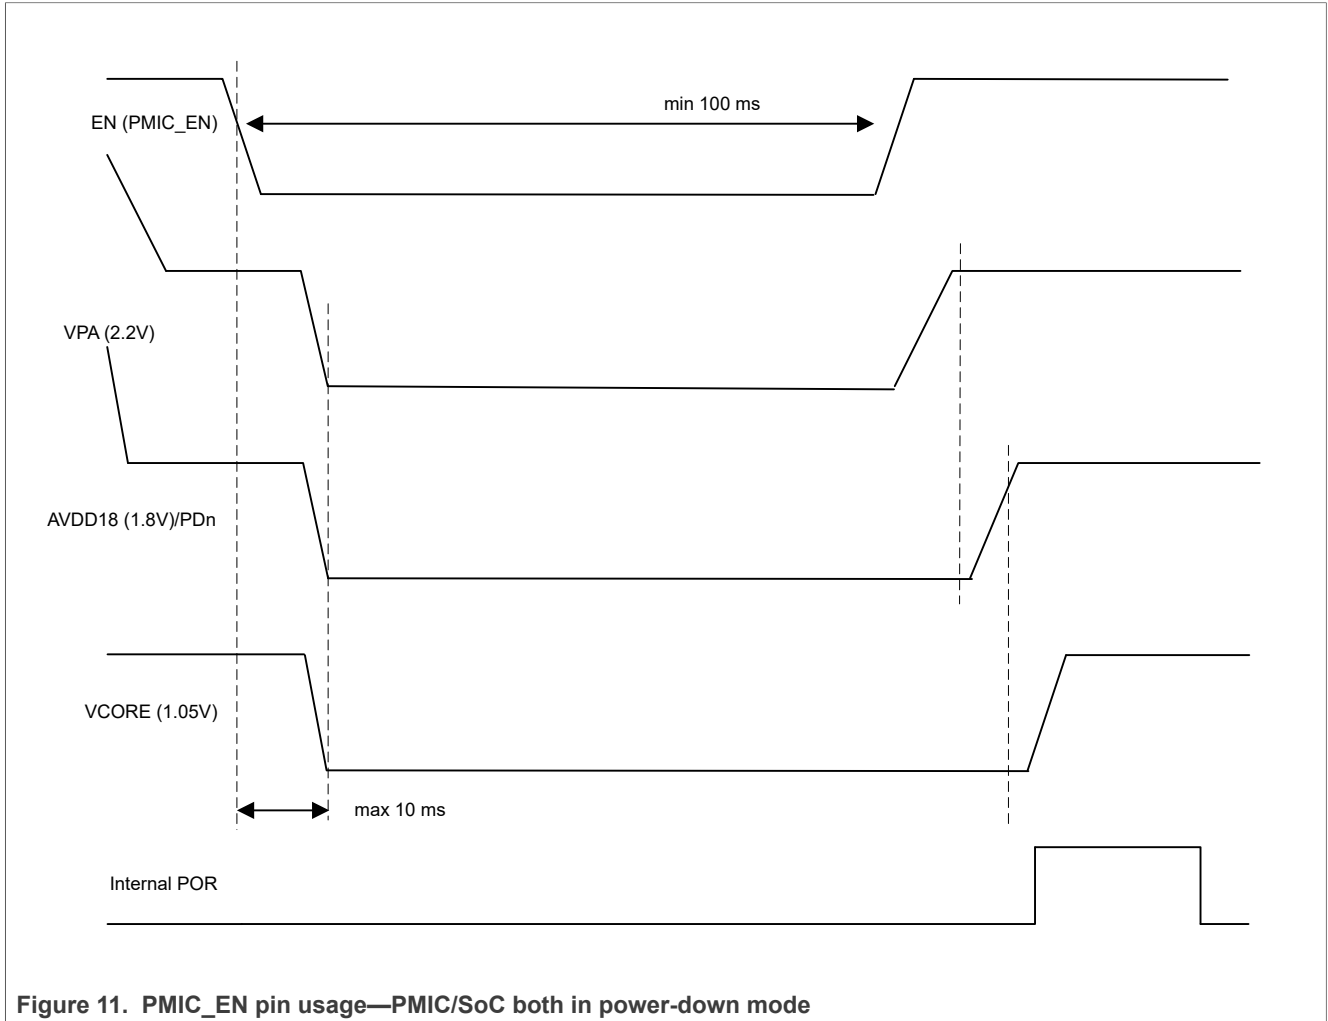 min 100 ms
EN (PMIC_EN)
VPA (2.2V)
AVDD18 (1.8V)/PDn
VCORE (1.05V)
max 10 ms
Internal POR
Figure 11. PMIC_EN pin usage—PMIC/SoC both in power-down mode